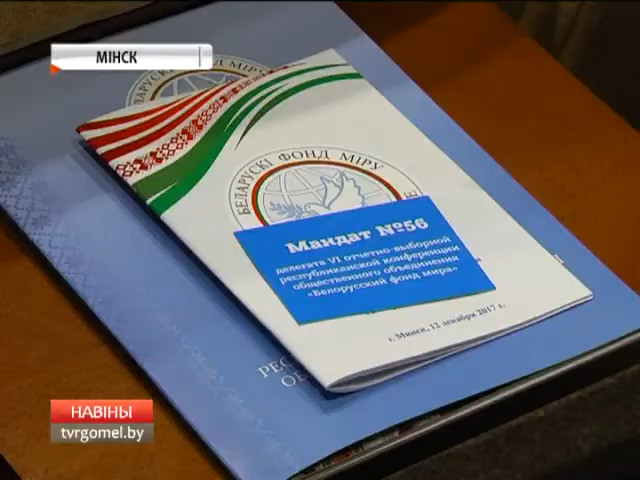 МІНСК
БЕЛАРУСКІ ФОНД МІРУ
Мандат №56
делегата VI отчетно-выборной
республиканской конференции
общественного объединения
«Белорусский фонд мира»
г. Минск, 12 декабря 2017 г.
НАВІНЫ
tvrgomel.by